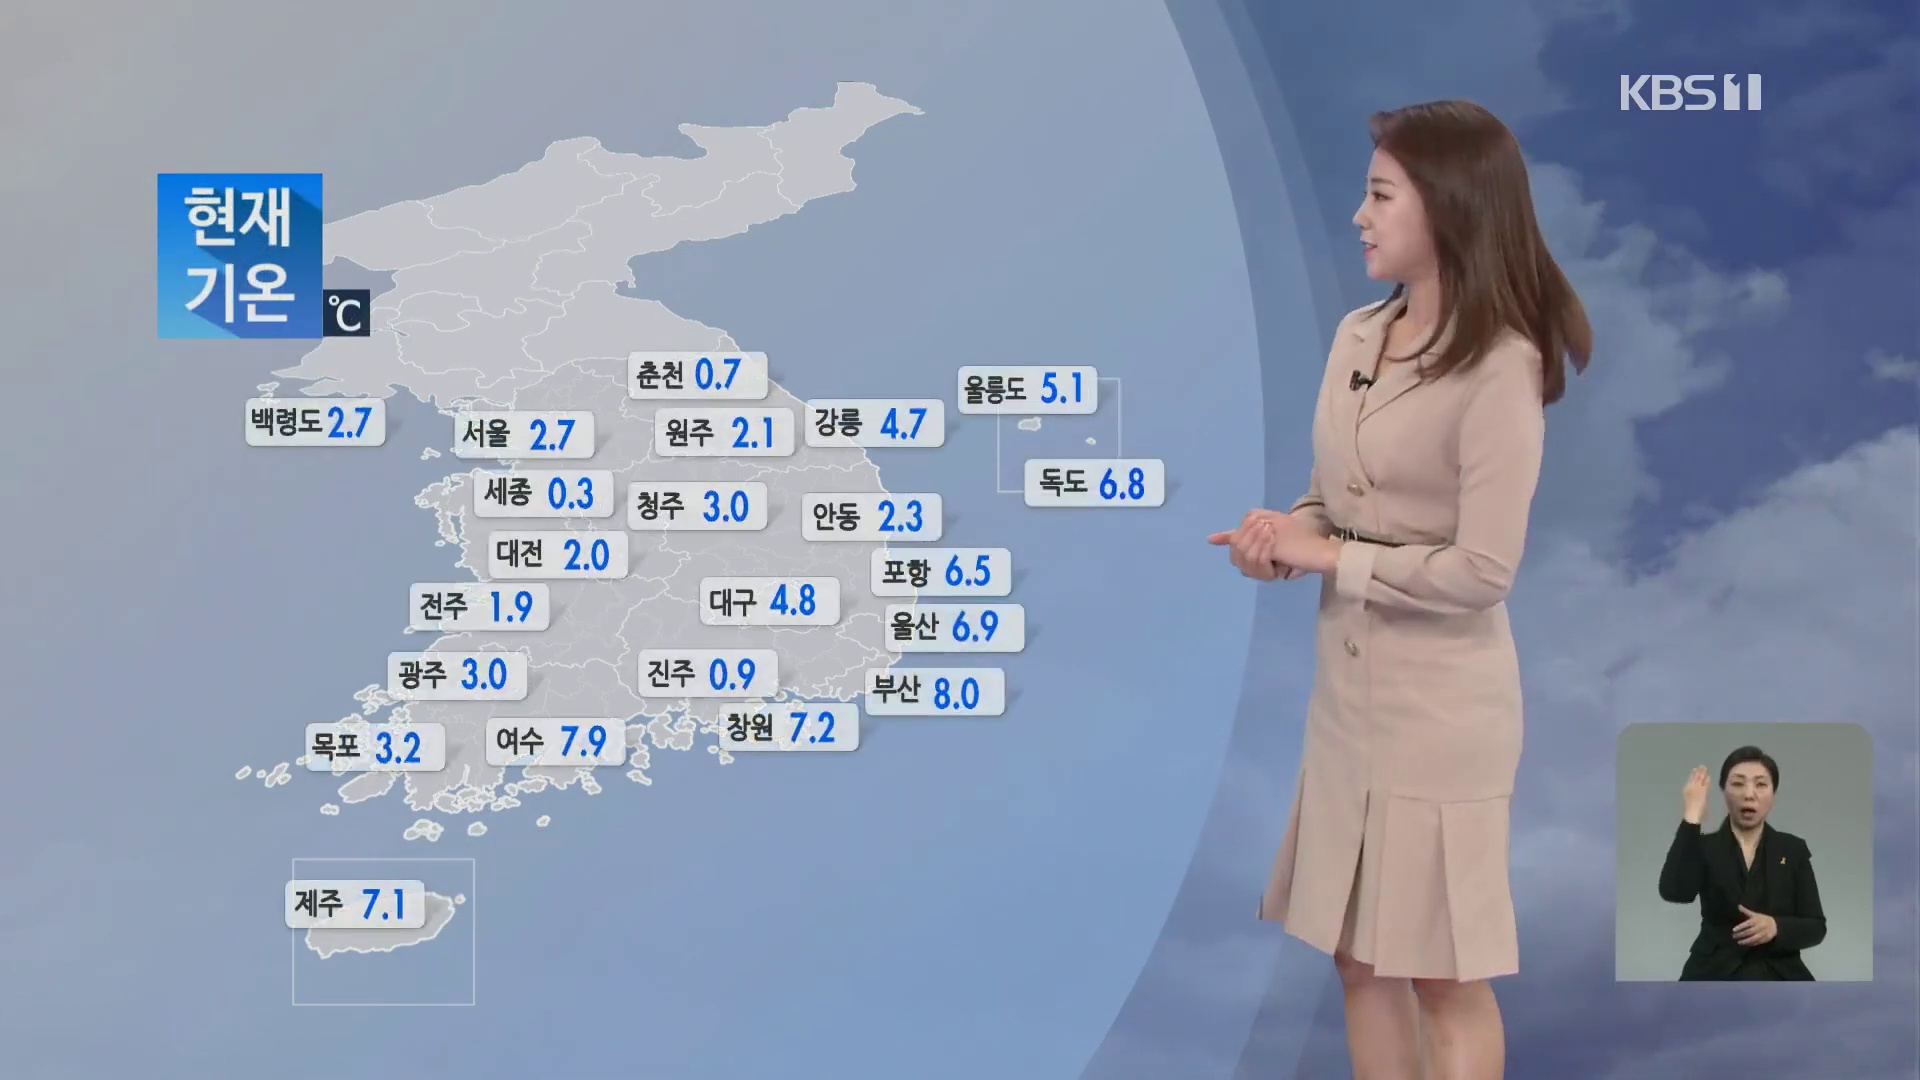 KBS 1
현재
기온
℃
춘천 0.7
백령도 2.7
서울 2.7
원주 2.1
강릉 4.7
울릉도 5.1
세종 0.3
청주 3.0
안동 2.3
독도 6.8
대전 2.0
포항 6.5
전주 1.9
대구 4.8
울산 6.9
광주 3.0
진주 0.9
부산 8.0
목포 3.2
여수 7.9
창원 7.2
제주 7.1